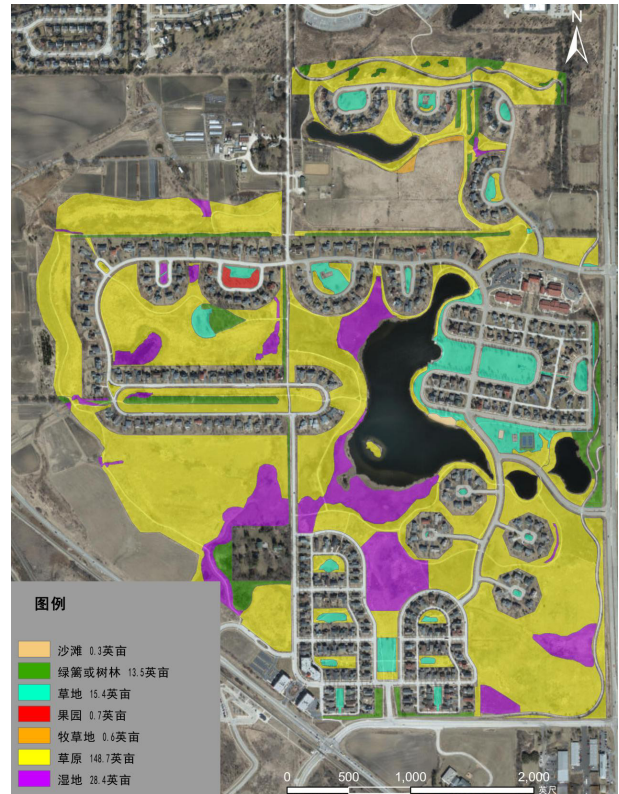 N
图例
沙滩 0.3英亩
绿篱或树林 13.5英亩
草地 15.4英亩
果园 0.7英亩
牧草地 0.6英亩
草原 148.7英亩
湿地 28.4英亩
0 500 1,000 2,000
英尺